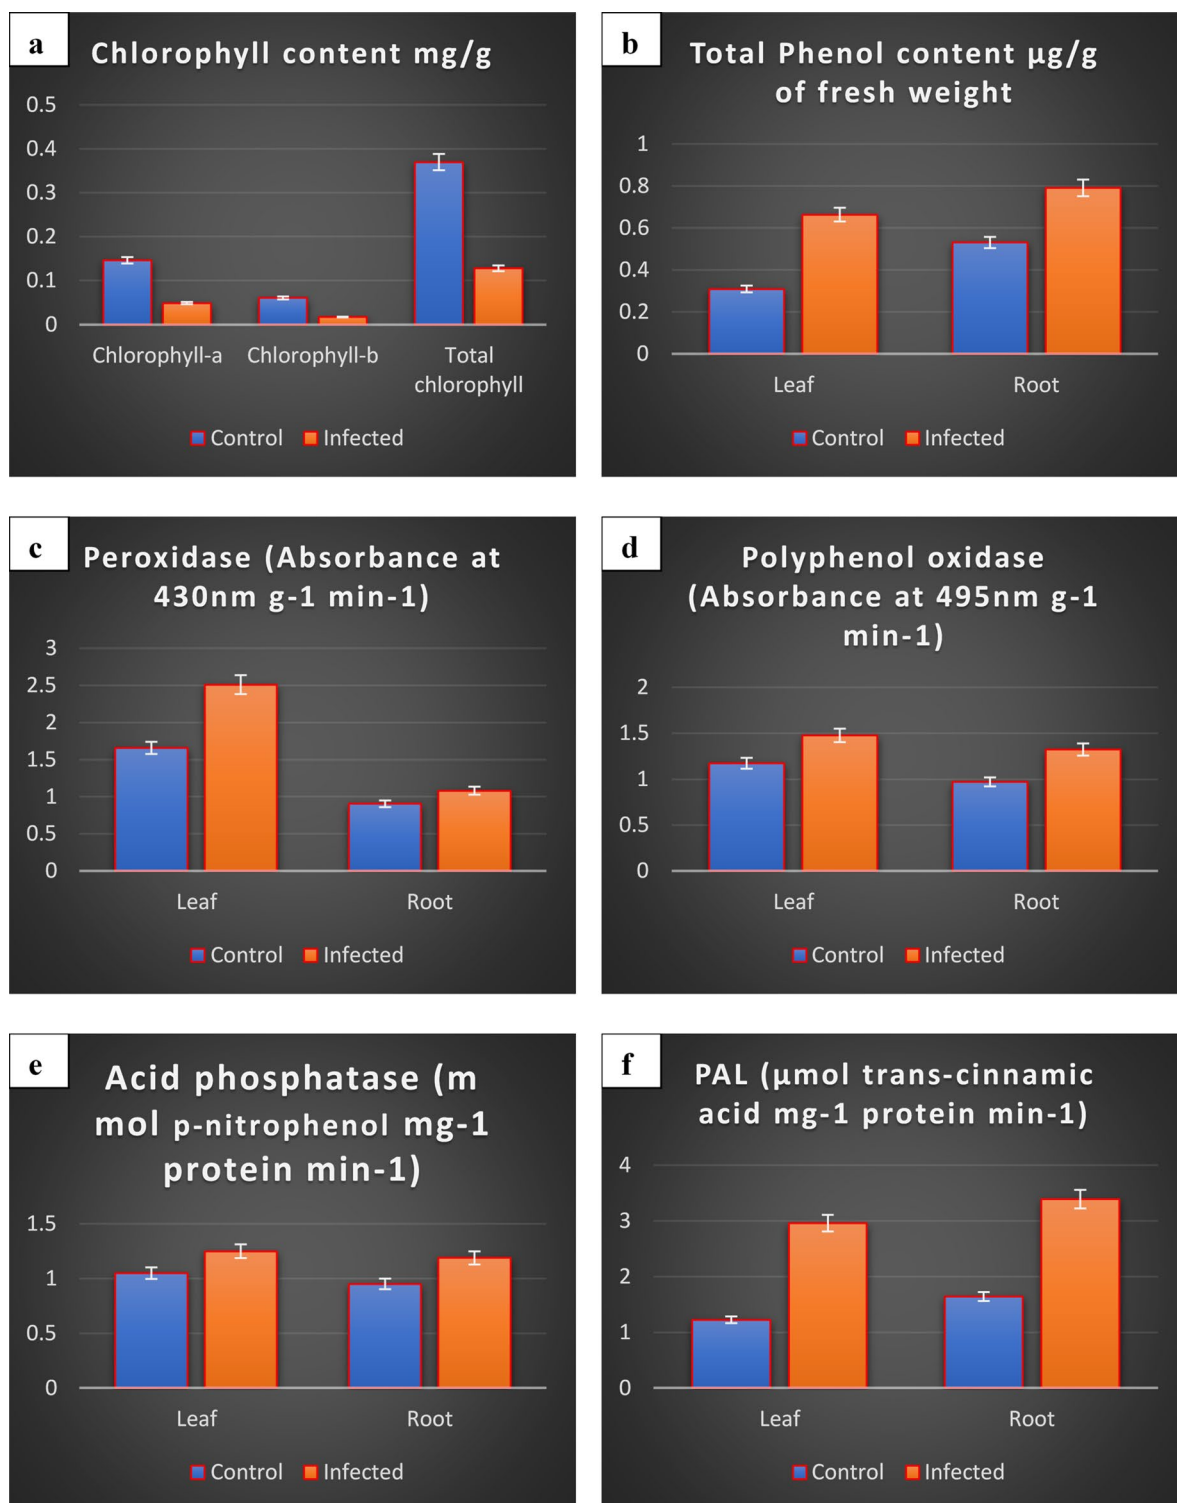 a
Chlorophyll content mg/g
0.5
0.4
0.3
0.2
0.1
0
Chlorophyll-a
Chlorophyll-b
Total
chlorophyll
Control
Infected
b
Total Phenol content µg/g
of fresh weight
1
0.8
0.6
0.4
0.2
0
Leaf
Root
Control
Infected
c
Peroxidase (Absorbance at
430nm g-1 min-1)
3
2.5
2
1.5
1
0.5
0
Leaf
Root
Control
Infected
d
Polyphenol oxidase
(Absorbance at 495nm g-1
min-1)
2
1.5
1
0.5
0
Leaf
Root
Control
Infected
e
Acid phosphatase (m
mol p-nitrophenol mg-1
protein min-1)
1.5
1
0.5
0
Leaf
Root
Control
Infected
f
PAL (µmol trans-cinnamic
acid mg-1 protein min-1)
4
3
2
1
0
Leaf
Root
Control
Infected